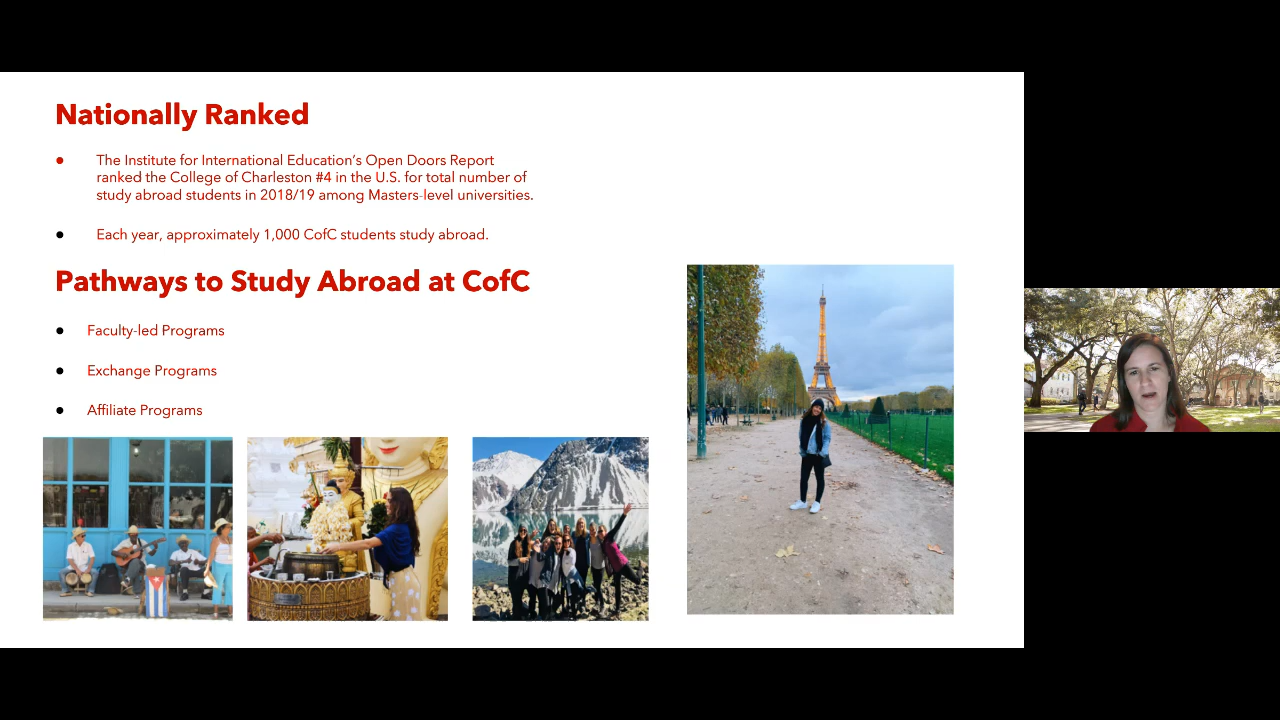 Nationally Ranked
The Institute for International Education's Open Doors Report
ranked the College of Charleston #4 in the U.S. for total number of
study abroad students in 2018/19 among Masters-level universities.
Each year, approximately 1,000 CofC students study abroad.
Pathways to Study Abroad at CofC
Faculty-led Programs
Exchange Programs
Affiliate Programs